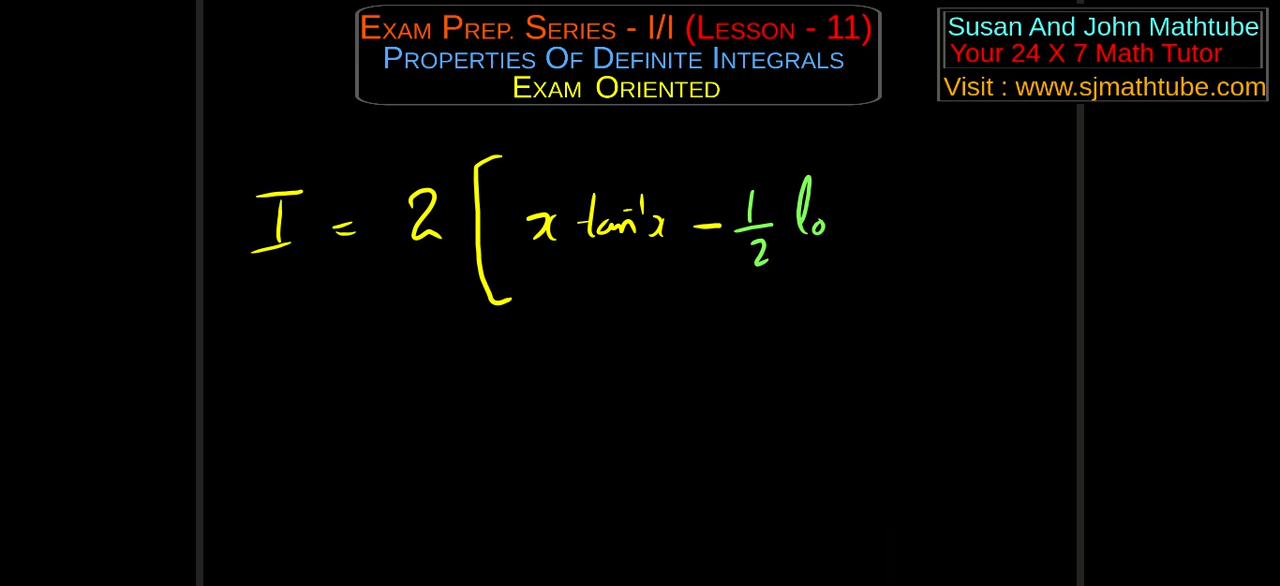 Exam Prep. Series - I/I (Lesson - 11)
Properties Of Definite Integrals
Exam Oriented
Susan And John Mathtube
Your 24 X 7 Math Tutor
Visit : www.sjmathtube.com
I = 2 [ x tan⁻¹x - 1/2 lo